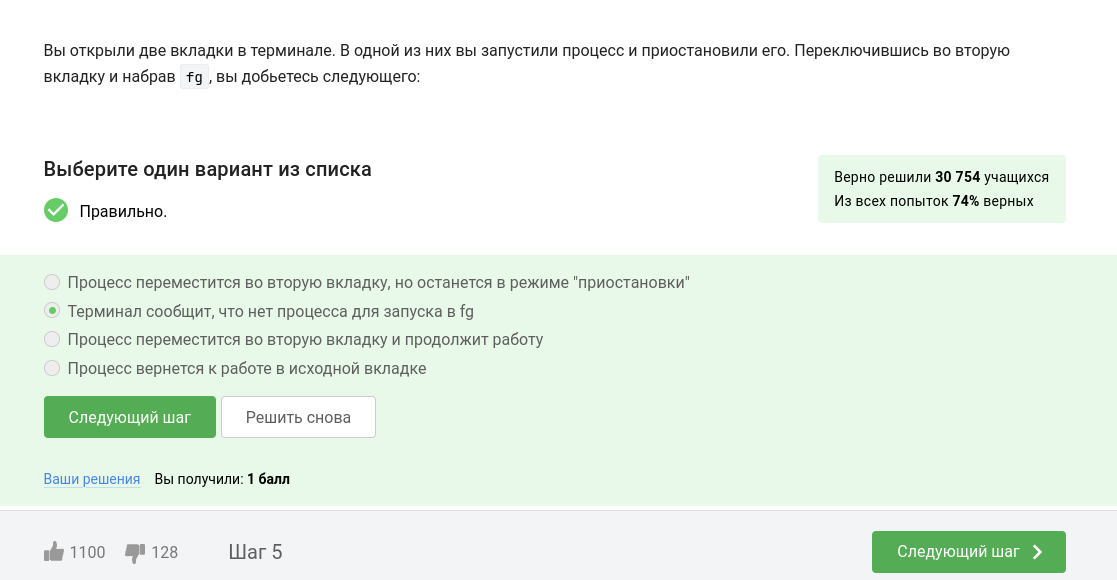 Вы открыли две вкладки в терминале. В одной из них вы запустили процесс и приостановили его. Переключившись во вторую
вкладку и набрав fg, вы добьетесь следующего:
Выберите один вариант из списка
Верно решили 30 754 учащихся
Из всех попыток 74% верных
Правильно.
Процесс переместится во вторую вкладку, но останется в режиме "приостановки"
Терминал сообщит, что нет процесса для запуска в fg
Процесс переместится во вторую вкладку и продолжит работу
Процесс вернется к работе в исходной вкладке
Следующий шаг Решить снова
Ваши решения Вы получили: 1 балл
1100 128 Шаг 5 Следующий шаг